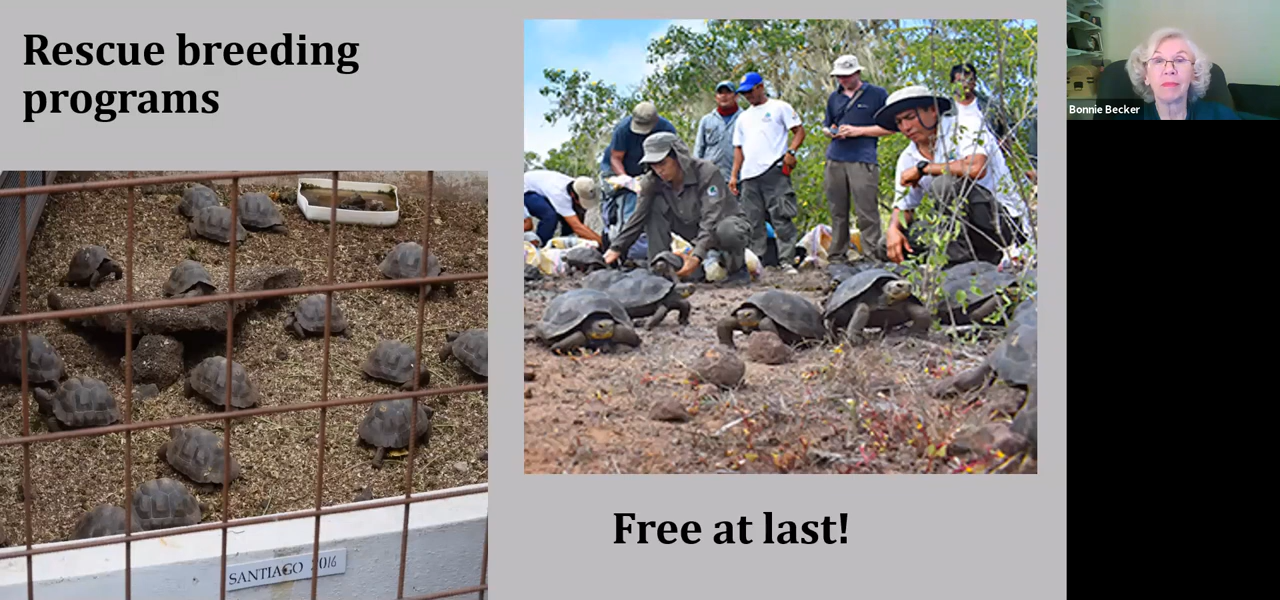 Rescue breeding
programs
Bonnie Becker
SANTIAGO 2016
Free at last!